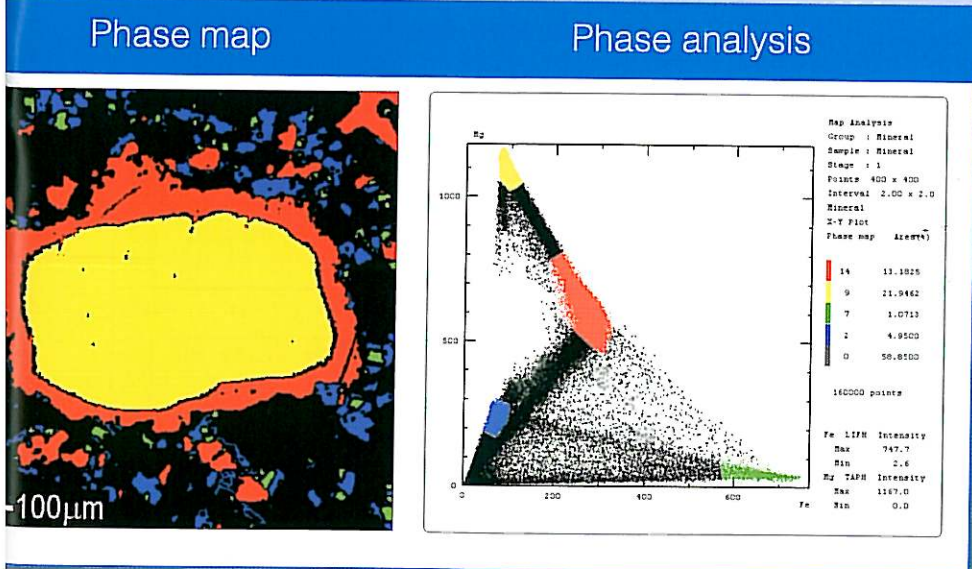 Phase map
Phase analysis
-100µm
Mg
1000
500
0
0
200
400
600
Fe
Map Analysis
Group : Mineral
Sample : Mineral
Stage : 1
Points 400 x 400
Interval 2.00 x 2.0
Mineral
X-Y Plot
Phase map Area(%)
14 13.1825
9 21.9462
7 1.0713
2 4.9500
0 58.8500
160000 points
Fe LIFH Intensity
Max 747.7
Min 2.6
Mg TAPH Intensity
Max 1167.0
Min 0.0